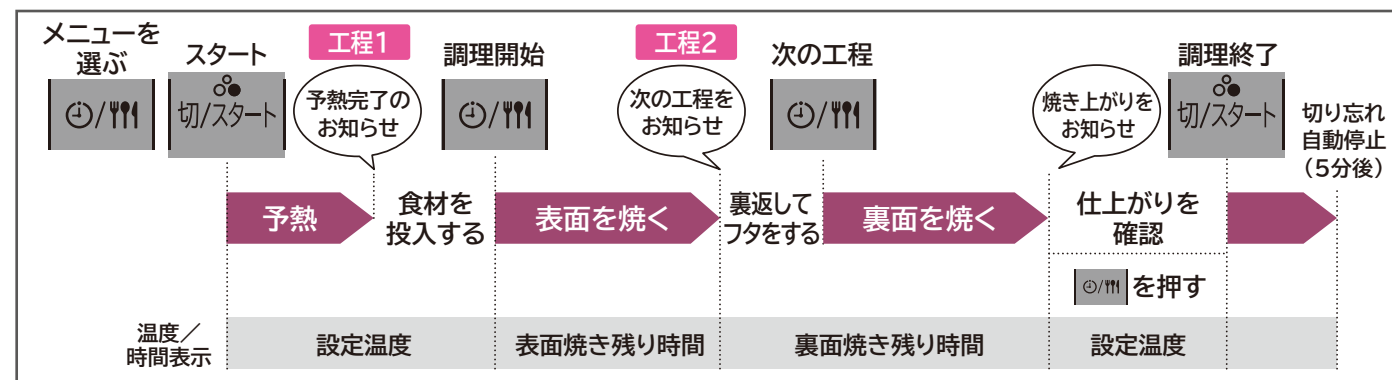 メニューを
選ぶ
スタート
工程1
調理開始
工程2
次の工程
調理終了
切/スタート
予熱完了の
お知らせ
次の工程を
お知らせ
焼き上がりを
お知らせ
切/スタート
切り忘れ
自動停止
(5分後)
予熱
食材を
投入する
表面を焼く
裏返して
フタをする
裏面を焼く
仕上がりを
確認
を押す
温度/
時間表示
設定温度
表面焼き残り時間
裏面焼き残り時間
設定温度